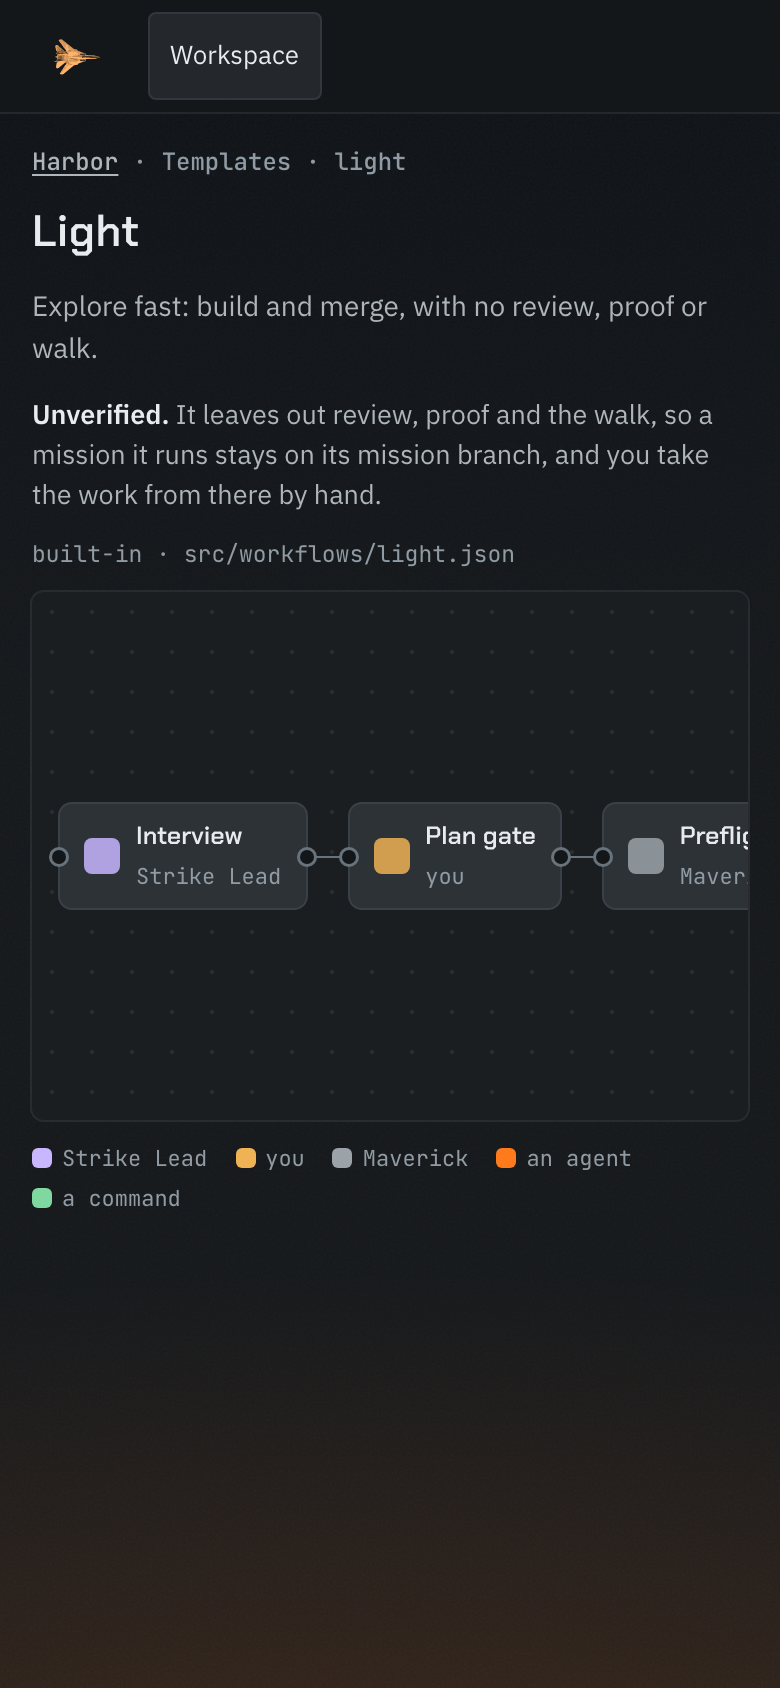 Workspace
Harbor · Templates · light
Light
Explore fast: build and merge, with no review, proof or
walk.
Unverified. It leaves out review, proof and the walk, so a
mission it runs stays on its mission branch, and you take
the work from there by hand.
built-in · src/workflows/light.json
Interview
Strike Lead
Plan gate
you
Preflig
Maver
Strike Lead
you
Maverick
an agent
a command